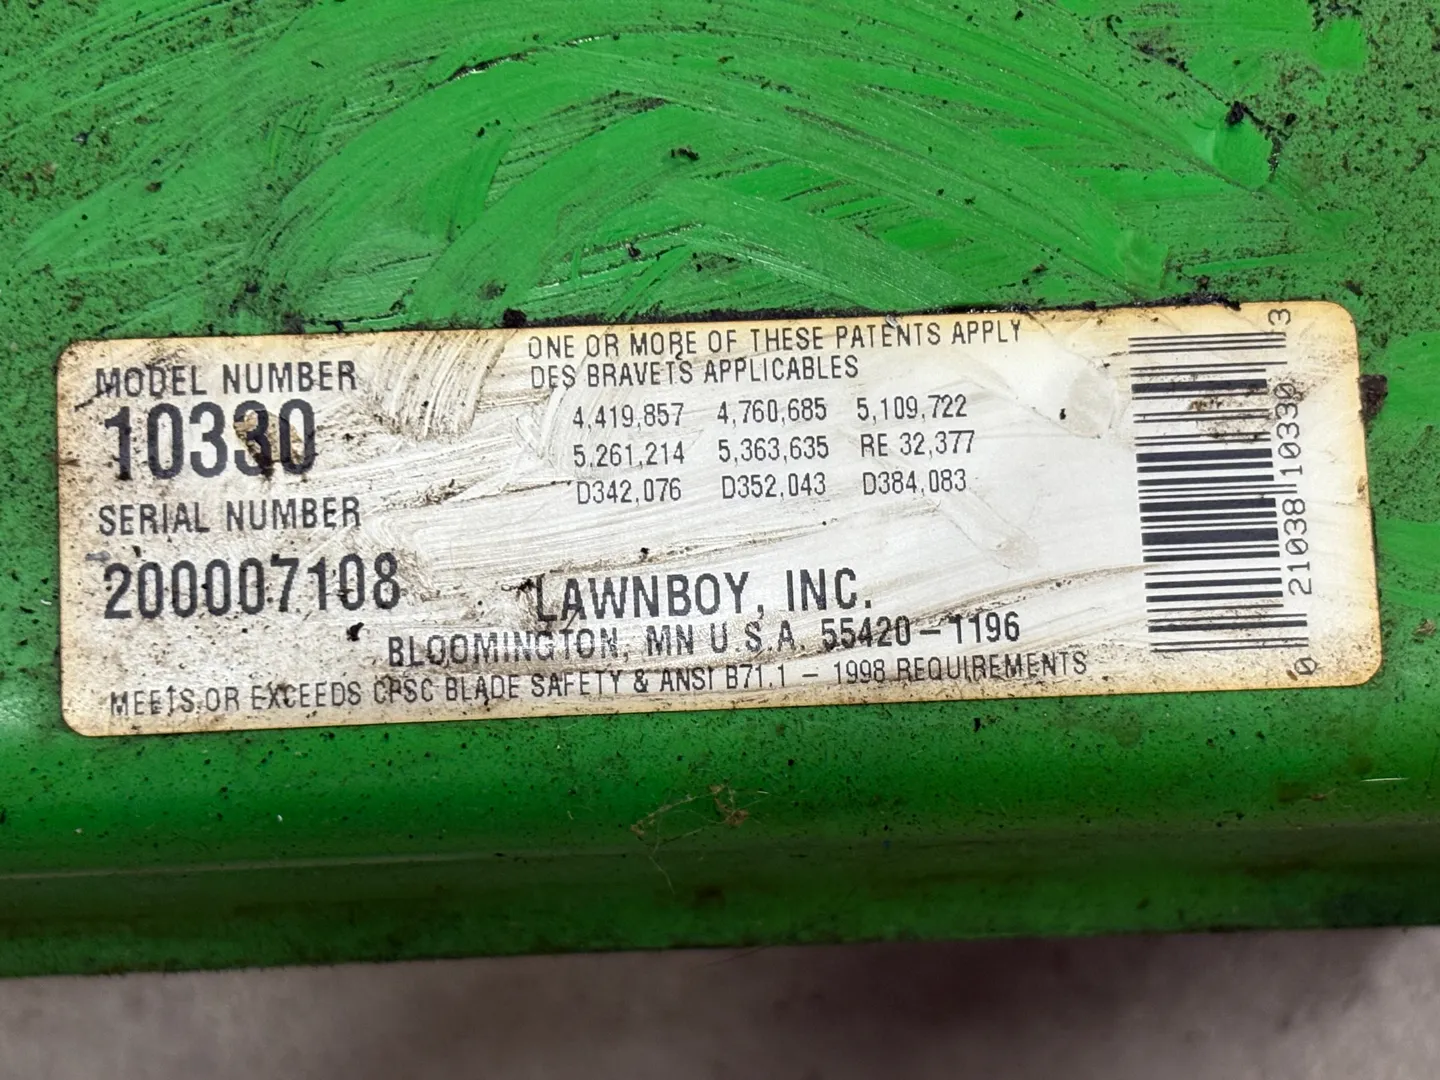 MODEL NUMBER
10330
SERIAL NUMBER
200007108
ONE OR MORE OF THESE PATENTS APPLY
DES BRAVETS APPLICABLES
4,419,857 4,760,685 5,109,722
5,261,214 5,363,635 RE 32,377
D342,076 D352,043 D384,083
LAWNBOY, INC.
BLOOMINGTON, MN U.S.A. 55420-1196
MEETS OR EXCEEDS CPSC BLADE SAFETY & ANSI B71.1 - 1998 REQUIREMENTS
0 21038 10330 3